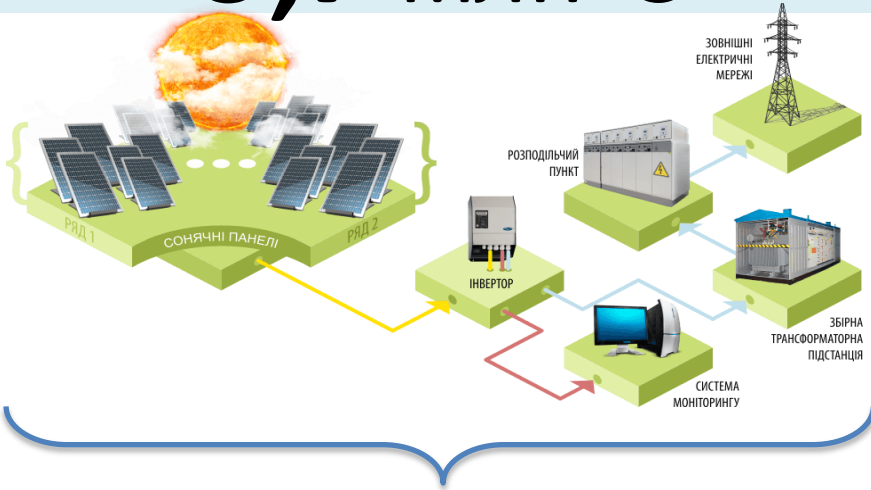 ЗОВНІШНІ
ЕЛЕКТРИЧНІ
МЕРЕЖІ
РОЗПОДІЛЬЧИЙ
ПУНКТ
РЯД 1
СОНЯЧНІ ПАНЕЛІ
РЯД 2
ІНВЕРТОР
ЗБІРНА
ТРАНСФОРМАТОРНА
ПІДСТАНЦІЯ
СИСТЕМА
МОНІТОРИНГУ